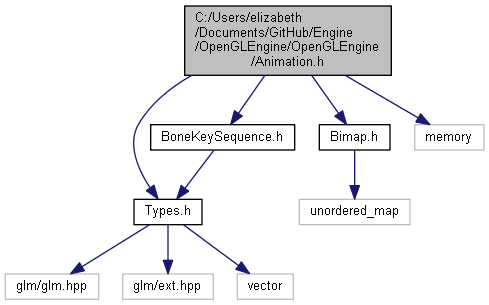 C:/Users/elizabeth
/Documents/GitHub/Engine
/OpenGLEngine/OpenGLEngine
/Animation.h
BoneKeySequence.h
Bimap.h
memory
Types.h
unordered_map
glm/glm.hpp
glm/ext.hpp
vector